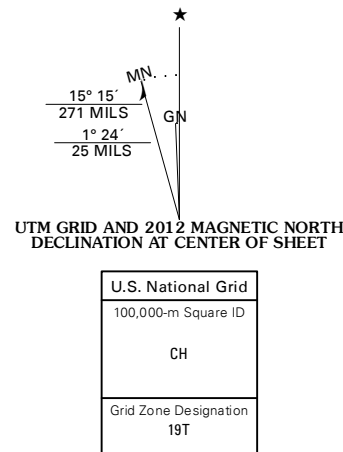 MN
GN
15° 15´
271 MILS
1° 24´
25 MILS
UTM GRID AND 2012 MAGNETIC NORTH
DECLINATION AT CENTER OF SHEET
U.S. National Grid
100,000-m Square ID
CH
Grid Zone Designation
19T